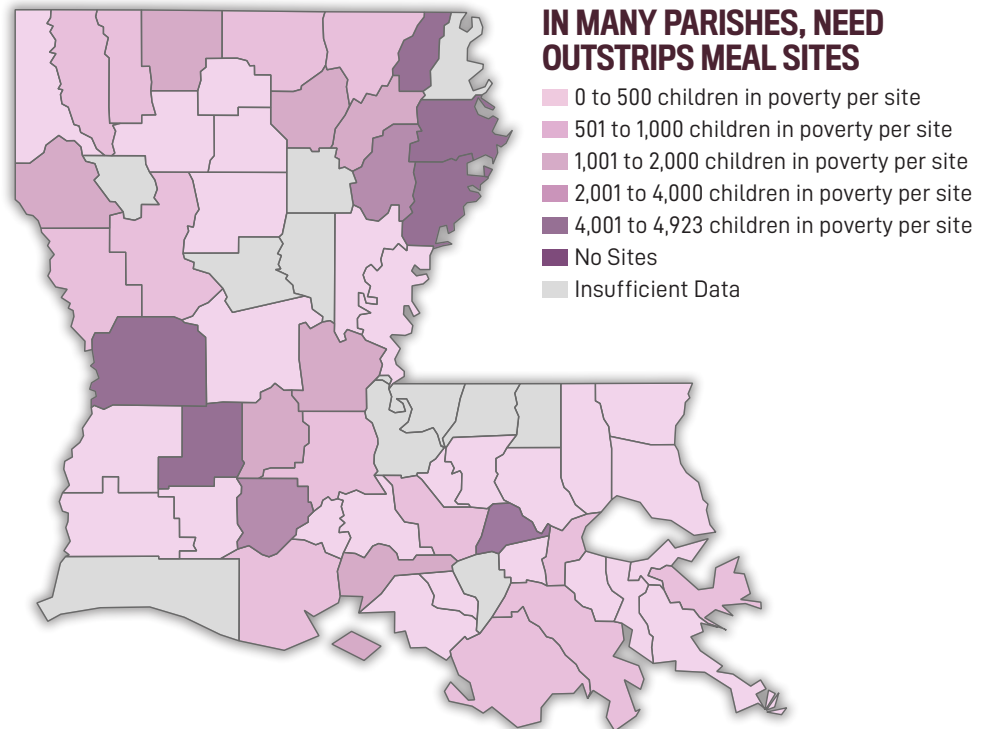 IN MANY PARISHES, NEED
OUTSTRIPS MEAL SITES
0 to 500 children in poverty per site
501 to 1,000 children in poverty per site
1,001 to 2,000 children in poverty per site
2,001 to 4,000 children in poverty per site
4,001 to 4,923 children in poverty per site
No Sites
Insufficient Data